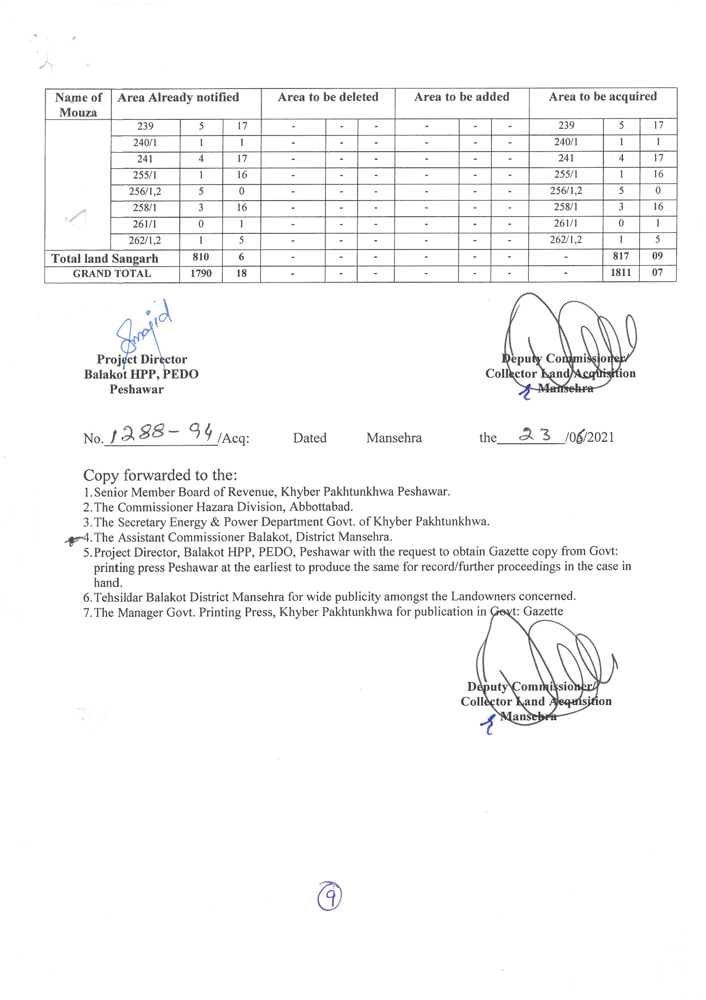 Name of Mouza | Area Already notified | Area to be deleted | Area to be added | Area to be acquired
239 | 5 | 17 | - | - | - | - | - | - | 239 | 5 | 17
240/1 | 1 | 1 | - | - | - | - | - | - | 240/1 | 1 | 1
241 | 4 | 17 | - | - | - | - | - | - | 241 | 4 | 17
255/1 | 1 | 16 | - | - | - | - | - | - | 255/1 | 1 | 16
256/1,2 | 5 | 0 | - | - | - | - | - | - | 256/1,2 | 5 | 0
258/1 | 3 | 16 | - | - | - | - | - | - | 258/1 | 3 | 16
261/1 | 0 | 1 | - | - | - | - | - | - | 261/1 | 0 | 1
262/1,2 | 1 | 5 | - | - | - | - | - | - | 262/1,2 | 1 | 5
Total land Sangarh | 810 | 6 | - | - | - | - | - | - | - | 817 | 09
GRAND TOTAL | 1790 | 18 | - | - | - | - | - | - | - | 1811 | 07
Project Director
Balakot HPP, PEDO
Peshawar
Deputy Commissioner/
Collector Land Acquisition
Mansehra
No. 1288-94 /Acq: Dated Mansehra the 23 /06/2021
Copy forwarded to the:
1. Senior Member Board of Revenue, Khyber Pakhtunkhwa Peshawar.
2. The Commissioner Hazara Division, Abbottabad.
3. The Secretary Energy & Power Department Govt. of Khyber Pakhtunkhwa.
4. The Assistant Commissioner Balakot, District Mansehra.
5. Project Director, Balakot HPP, PEDO, Peshawar with the request to obtain Gazette copy from Govt:
printing press Peshawar at the earliest to produce the same for record/further proceedings in the case in
hand.
6. Tehsildar Balakot District Mansehra for wide publicity amongst the Landowners concerned.
7. The Manager Govt. Printing Press, Khyber Pakhtunkhwa for publication in Govt: Gazette
Deputy Commissioner/
Collector Land Acquisition
Mansehra
9